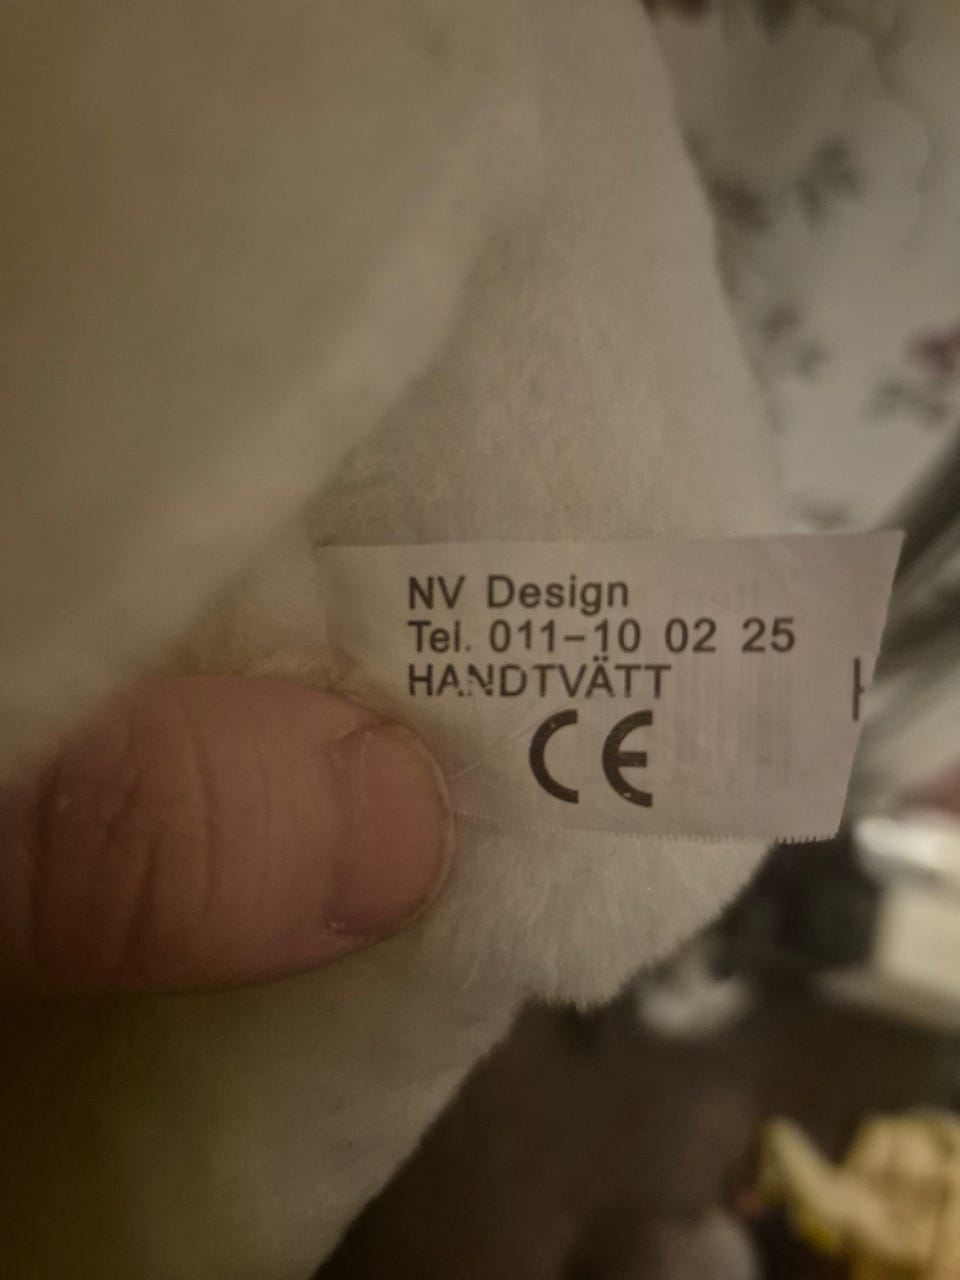 NV Design
Tel. 011-10 02 25
HANDTVÄTT
CE